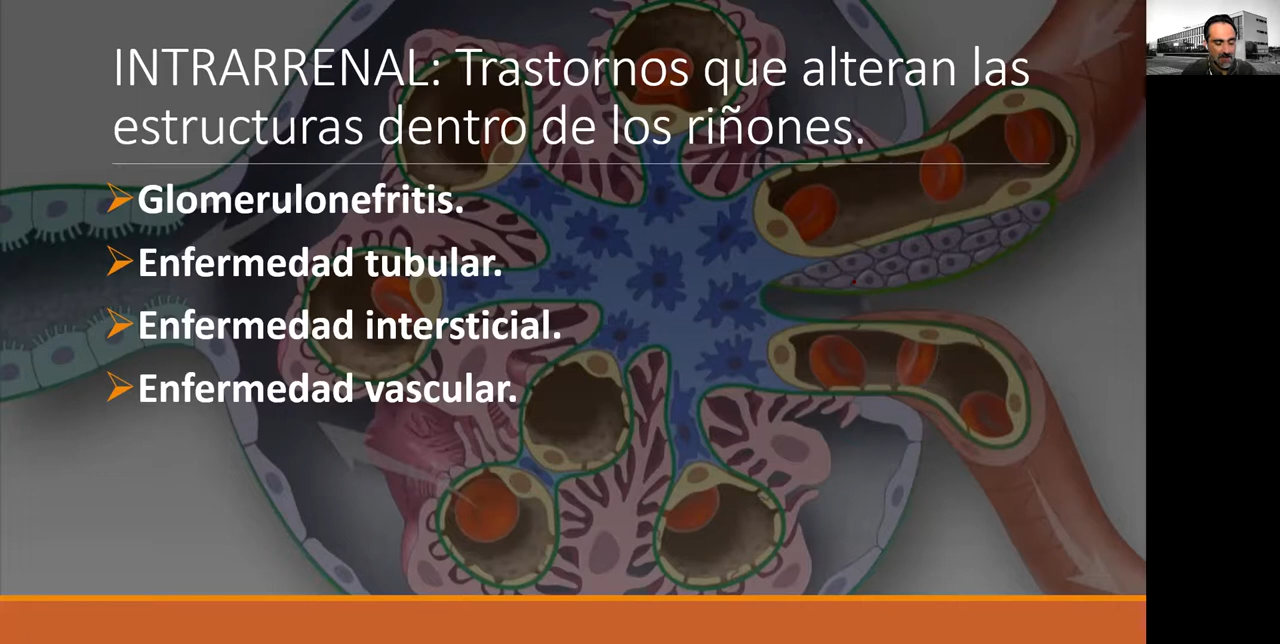 INTRARRENAL: Trastornos que alteran las
estructuras dentro de los riñones.
Glomerulonefritis.
Enfermedad tubular.
Enfermedad intersticial.
Enfermedad vascular.